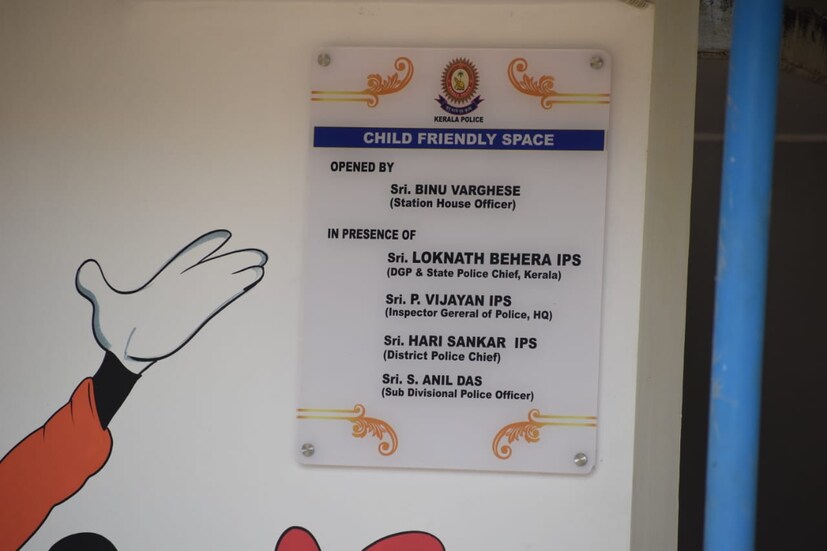 KERALA POLICE
CHILD FRIENDLY SPACE
OPENED BY
Sri. BINU VARGHESE
(Station House Officer)
IN PRESENCE OF
Sri. LOKNATH BEHERA IPS
(DGP & State Police Chief, Kerala)
Sri. P. VIJAYAN IPS
(Inspector Gereral of Police, HQ)
Sri. HARI SANKAR IPS
(District Police Chief)
Sri. S. ANIL DAS
(Sub Divisional Police Officer)